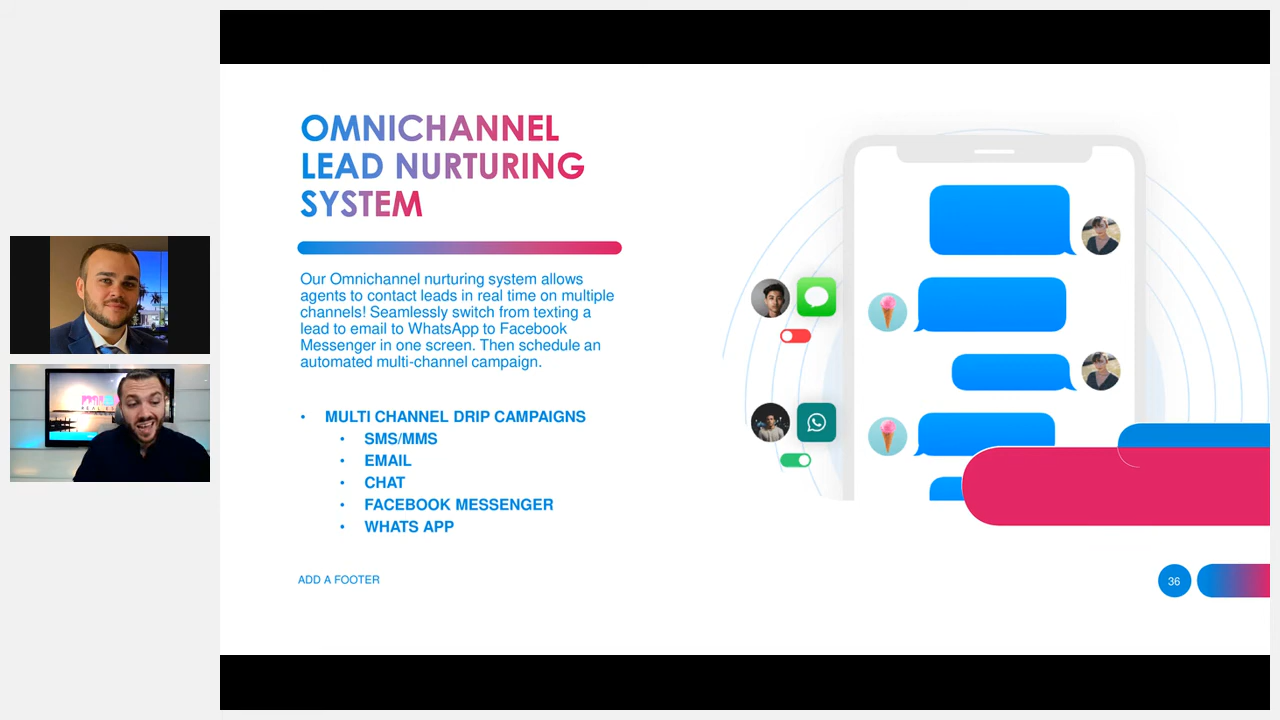 OMNICHANNEL
LEAD NURTURING
SYSTEM
Our Omnichannel nurturing system allows
agents to contact leads in real time on multiple
channels! Seamlessly switch from texting a
lead to email to WhatsApp to Facebook
Messenger in one screen. Then schedule an
automated multi-channel campaign.
• MULTI CHANNEL DRIP CAMPAIGNS
• SMS/MMS
• EMAIL
• CHAT
• FACEBOOK MESSENGER
• WHATS APP
ADD A FOOTER
36